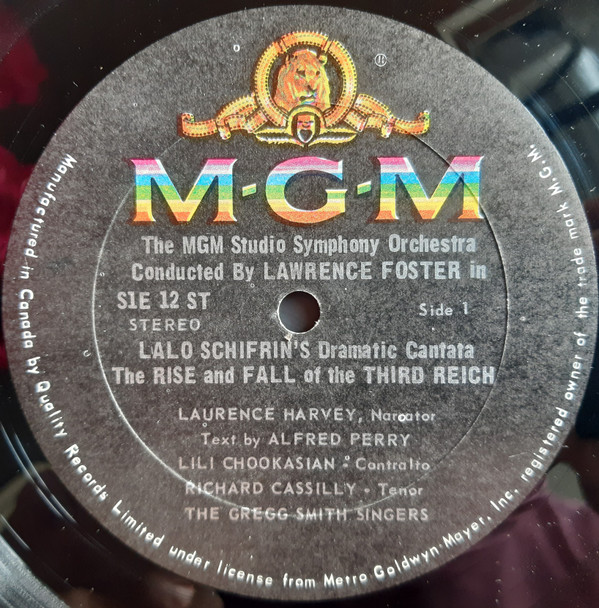 ®
M·G·M
The MGM Studio Symphony Orchestra
Conducted By LAWRENCE FOSTER in
S1E 12 ST
Side 1
STEREO
LALO SCHIFRIN'S Dramatic Cantata
The RISE and FALL of the THIRD REICH
LAURENCE HARVEY, Narrator
Text by ALFRED PERRY
LILI CHOOKASIAN - Contralto
RICHARD CASSILLY - Tenor
THE GREGG SMITH SINGERS
Manufactured in Canada by Quality Records Limited under license from Metro-Goldwyn-Mayer, Inc. registered owner of the trade mark M.G.M.